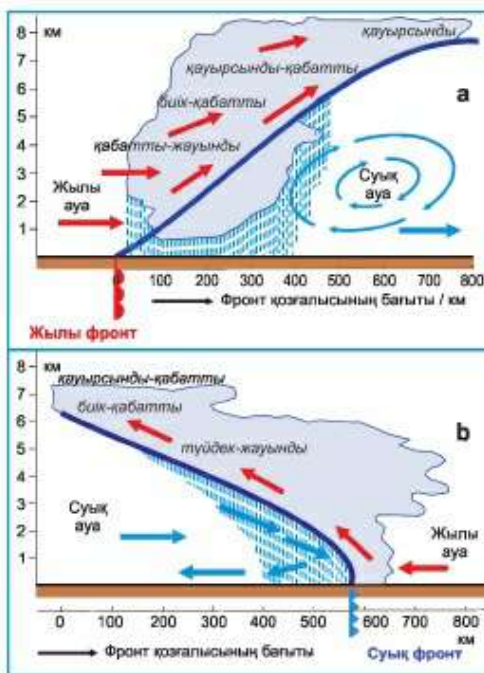 8 км
7
6
5
4
3
2
1
қауырсынды
қауырсынды-қабатты
биік-қабатты
қабатты-жауынды
а
Жылы
ауа
Суық
ауа
0 100 200 300 400 500 600 700 800
Фронт қозғалысының бағыты / км
Жылы фронт
8 км
7
6
5
4
3
2
1
қауырсынды-қабатты
биік-қабатты
түйдек-жауынды
b
Суық
ауа
Жылы
ауа
0 100 200 300 400 500 600 700 800
км
Фронт қозғалысының бағыты
Суық фронт